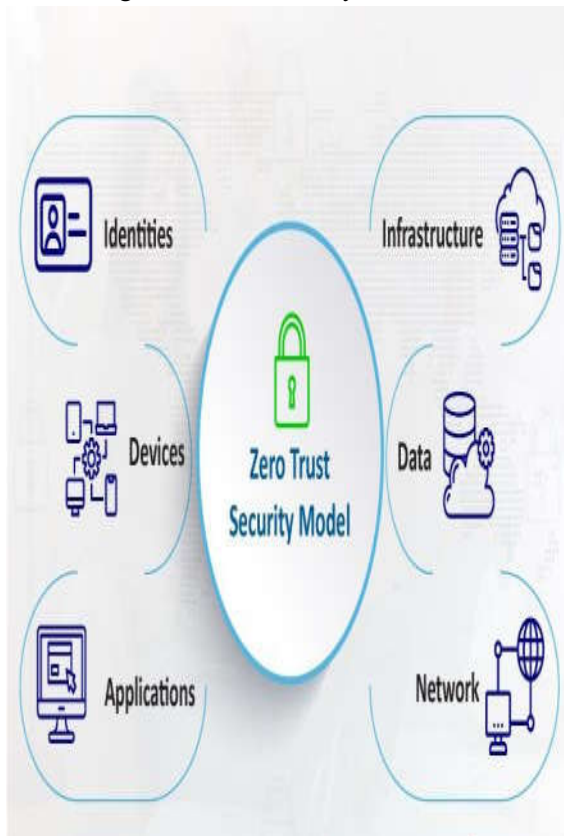 Identities
Infrastructure
Devices
Zero Trust
Security Model
Data
Applications
Network